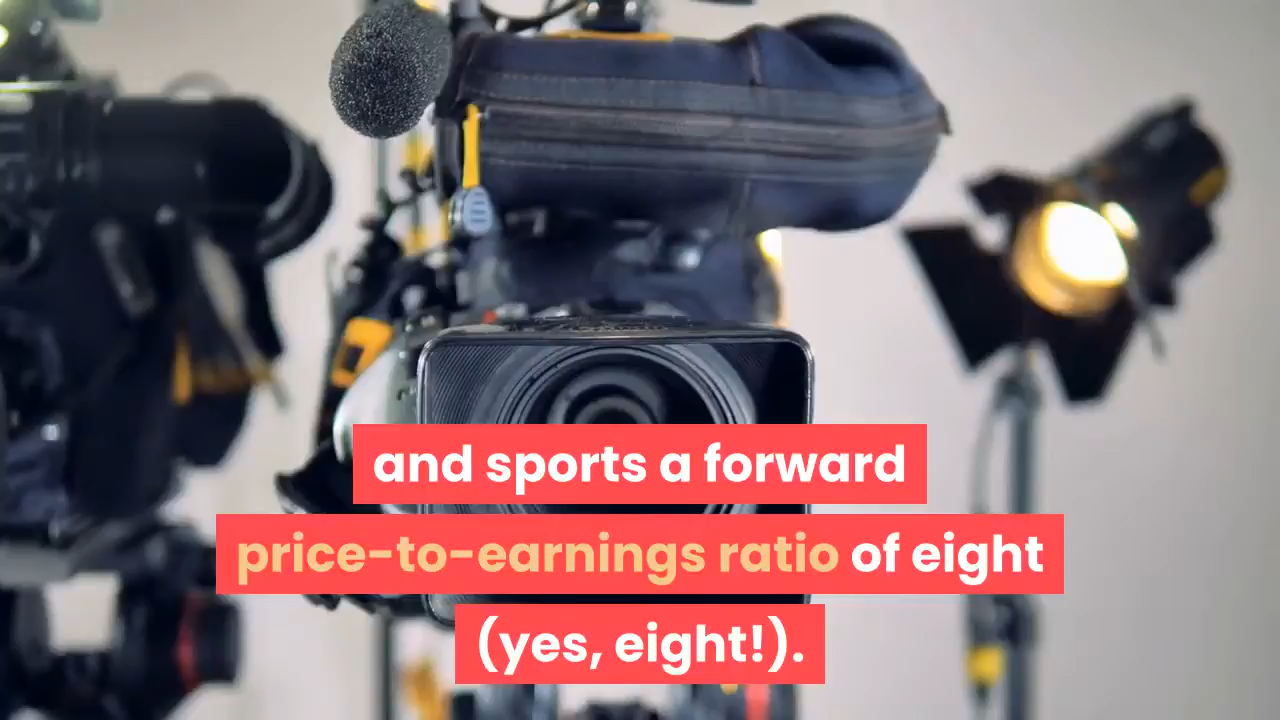 and sports a forward
price-to-earnings ratio of eight
(yes, eight!).